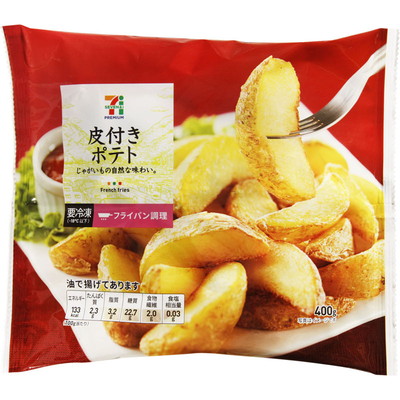 SEVEN & i
PREMIUM
皮付き
ポテト
じゃがいもの自然な味わい。
French fries
要冷凍
(-18℃以下)
フライパン調理
油で揚げてあります
エネルギー
133
kcal
たんぱく質
2.3
g
脂質
3.2
g
糖質
22.7
g
食物繊維
2.0
g
食塩相当量
0.03
g
400g